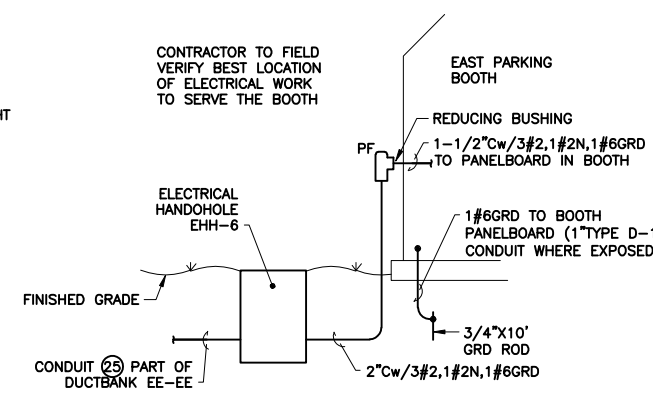 CONTRACTOR TO FIELD
VERIFY BEST LOCATION
OF ELECTRICAL WORK
TO SERVE THE BOOTH
EAST PARKING
BOOTH
HT
REDUCING BUSHING
PF
1-1/2"Cw/3#2,1#2N,1#6GRD
TO PANELBOARD IN BOOTH
ELECTRICAL
HANDOHOLE
EHH-6
1#6GRD TO BOOTH
PANELBOARD (1"TYPE D-1
CONDUIT WHERE EXPOSED
FINISHED GRADE
3/4"X10'
GRD ROD
CONDUIT 25 PART OF
DUCTBANK EE-EE
2"Cw/3#2,1#2N,1#6GRD